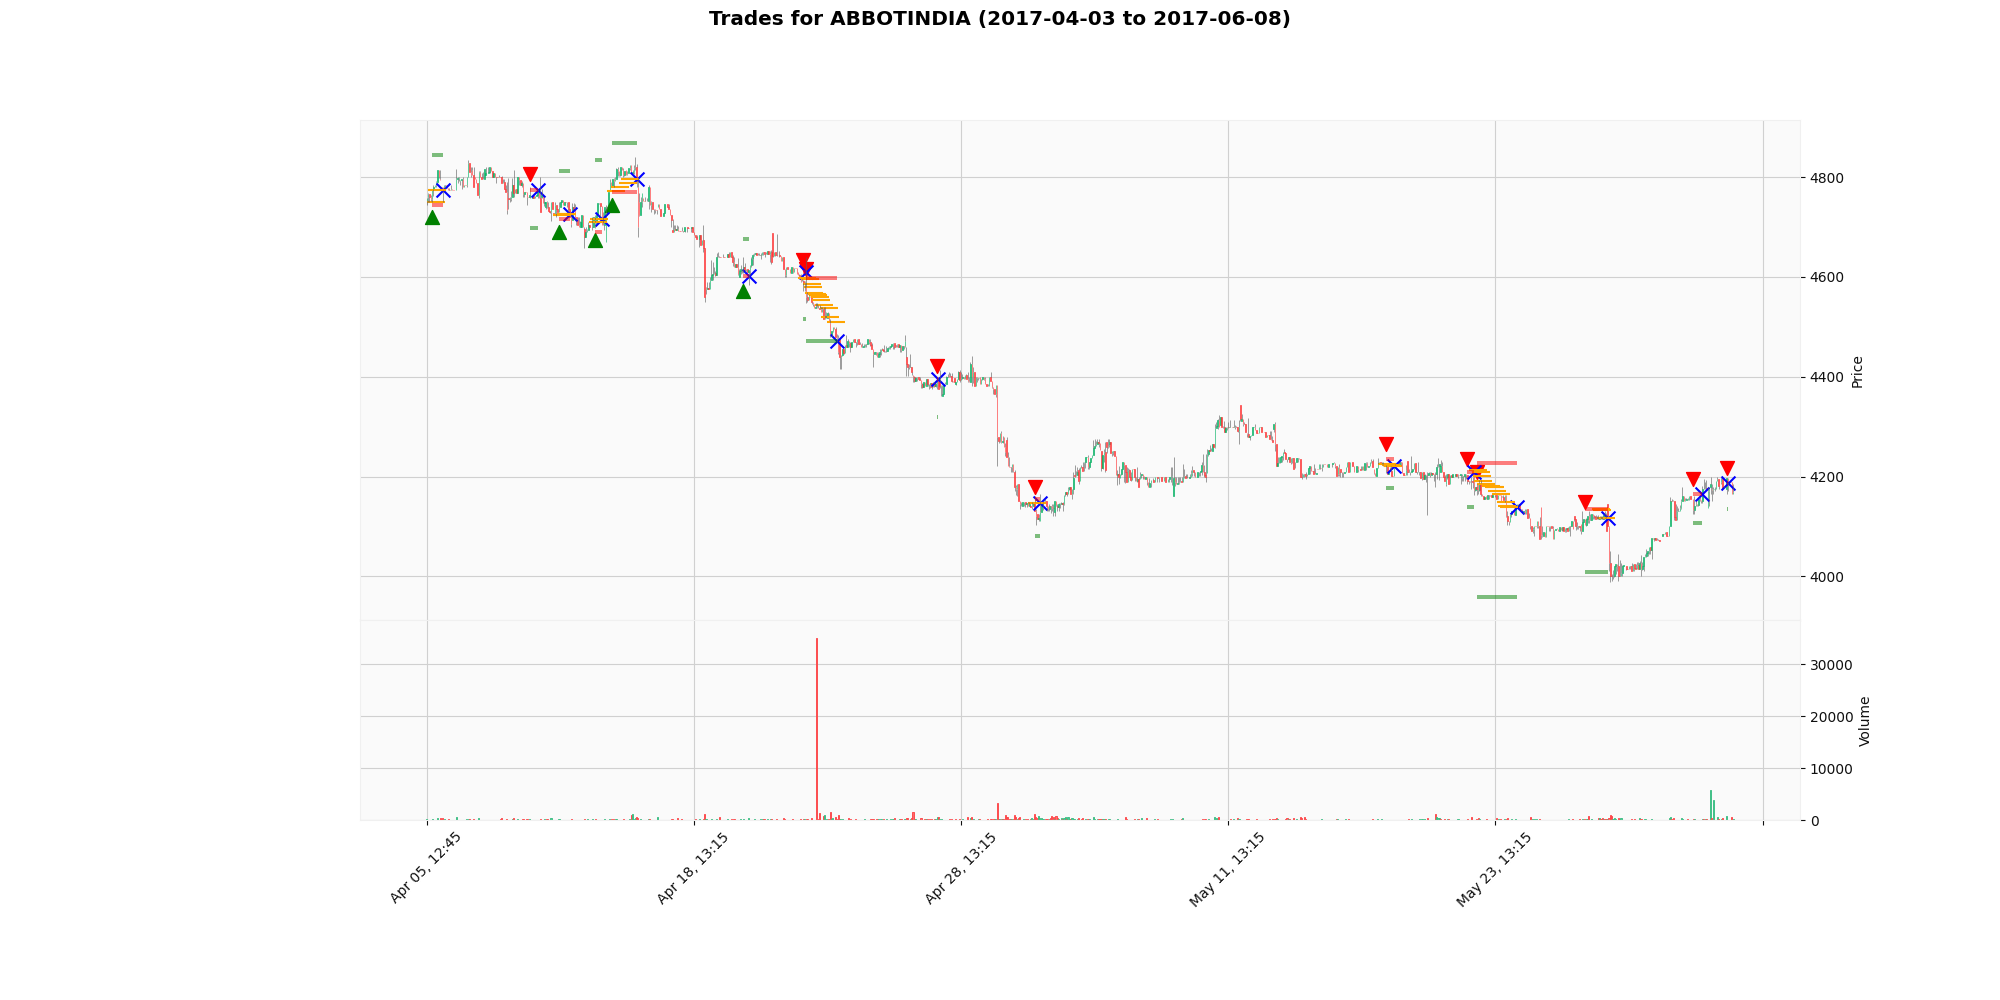 Trades for ABBOTINDIA (2017-04-03 to 2017-06-08)
4800
4600
4400
4200
4000
Price
30000
20000
10000
0
Volume
Apr 05, 12:45
Apr 18, 13:15
Apr 28, 13:15
May 11, 13:15
May 23, 13:15